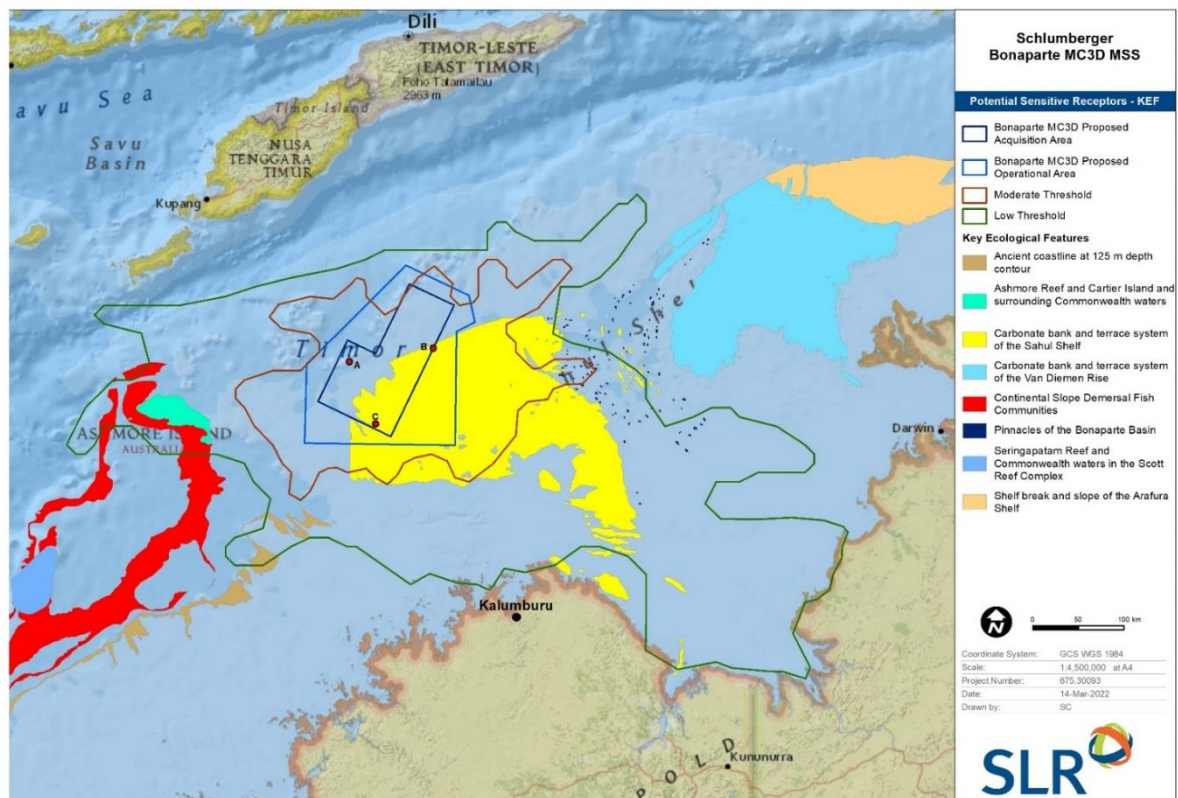 Dili
TIMOR-LESTE
(EAST TIMOR)
Foho Tatamailau
2963 m
avu Sea
Timor Island
Savu
Basin
NUSA
TENGGARA
TIMUR
Kupang
Timor
A
B
C
ul Shel
ASHMORE ISLAND
AUSTRALIA
Darwin
Kalumburu
Kununurra
POLD
Schlumberger
Bonaparte MC3D MSS
Potential Sensitive Receptors - KEF
Bonaparte MC3D Proposed
Acquisition Area
Bonaparte MC3D Proposed
Operational Area
Moderate Threshold
Low Threshold
Key Ecological Features
Ancient coastline at 125 m depth
contour
Ashmore Reef and Cartier Island and
surrounding Commonwealth waters
Carbonate bank and terrace system
of the Sahul Shelf
Carbonate bank and terrace system
of the Van Diemen Rise
Continental Slope Demersal Fish
Communities
Pinnacles of the Bonaparte Basin
Seringapatam Reef and
Commonwealth waters in the Scott
Reef Complex
Shelf break and slope of the Arafura
Shelf
N
0 50 100 km
Coordinate System: GCS WGS 1984
Scale: 1:4,500,000 at A4
Project Number: 675.30093
Date: 14-Mar-2022
Drawn by: SC
SLR